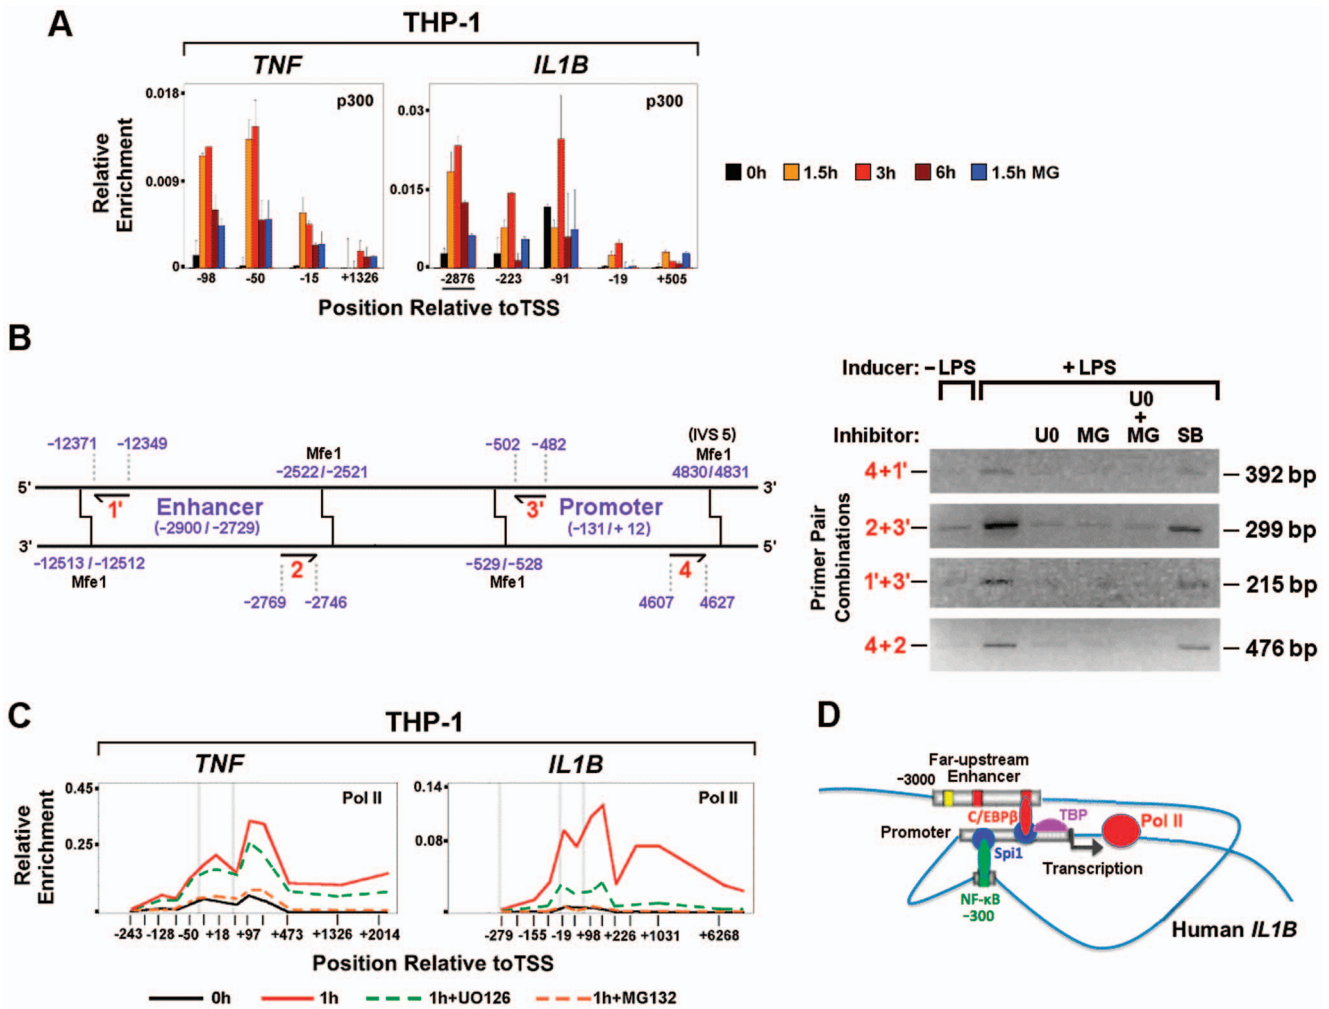 A
THP-1
TNF
IL1B
Relative Enrichment
0.018
0.009
0
p300
-98 -50 -15 +1326
0.03
0.015
0
p300
-2876 -223 -91 -19 +505
Position Relative toTSS
0h 1.5h 3h 6h 1.5h MG
B
-12371 -12349
Mfe1
-2522/-2521
-502 -482
(IVS 5)
Mfe1
4830/4831
5' 3'
1' Enhancer
(-2900 / -2729)
3' Promoter
(-131/+ 12)
3' 5'
-12513/-12512
Mfe1
2
-529/-528
Mfe1
4
-2769 -2746
4607 4627
Inducer: -LPS + LPS
Inhibitor: U0 MG U0 + MG SB
Primer Pair Combinations
4+1' 392 bp
2+3' 299 bp
1'+3' 215 bp
4+2 476 bp
C
THP-1
TNF
IL1B
Relative Enrichment
0.45
0.25
Pol II
-243 -128 -50 +18 +97 +473 +1326 +2014
0.14
0.08
0
Pol II
-279 -155 -19 +98 +226 +1031 +6268
Position Relative toTSS
0h 1h 1h+UO126 1h+MG132
D
Far-upstream
-3000 Enhancer
C/EBPβ TBP Pol II
Promoter
Spi1
Transcription
NF-κB
-300
Human IL1B